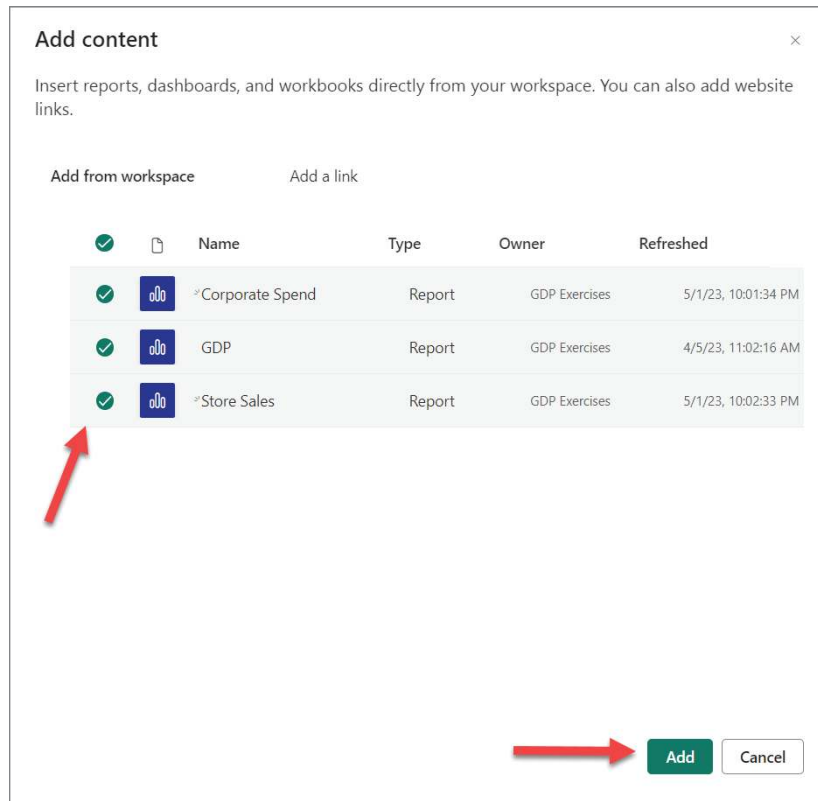 Add content
Insert reports, dashboards, and workbooks directly from your workspace. You can also add website
links.
Add from workspace Add a link
Name Type Owner Refreshed
Corporate Spend Report GDP Exercises 5/1/23, 10:01:34 PM
GDP Report GDP Exercises 4/5/23, 11:02:16 AM
Store Sales Report GDP Exercises 5/1/23, 10:02:33 PM
Add Cancel